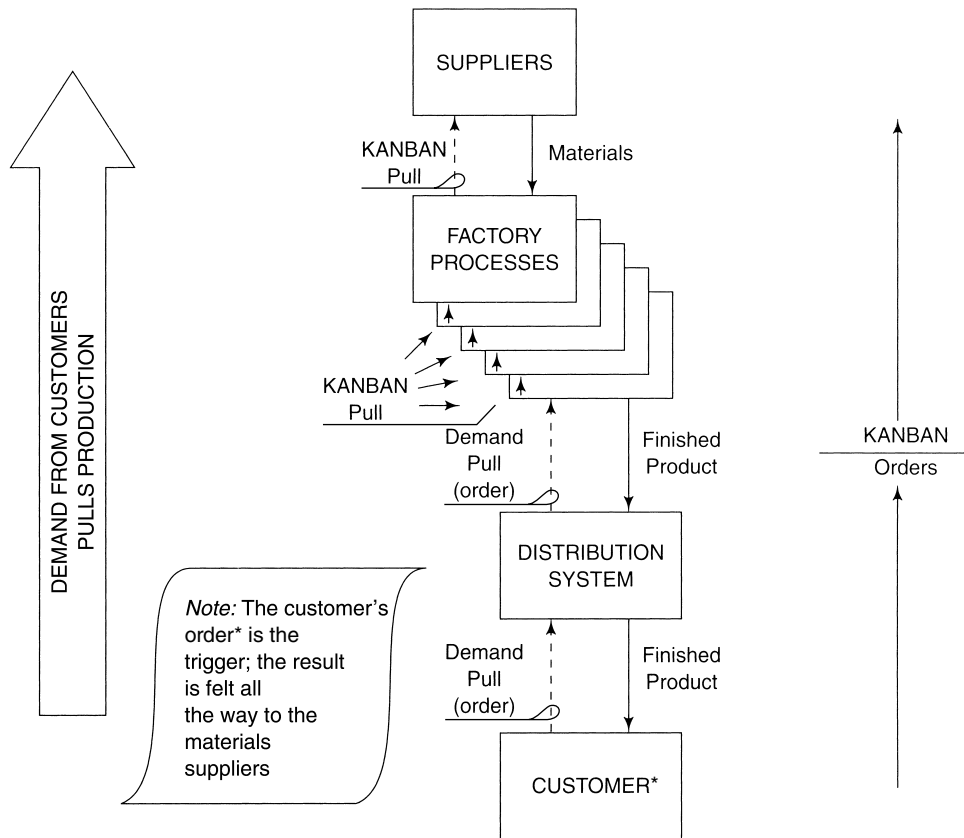 SUPPLIERS
KANBAN
Pull
Materials
FACTORY
PROCESSES
KANBAN
Pull
Demand
Pull
(order)
Finished
Product
DISTRIBUTION
SYSTEM
Demand
Pull
(order)
Finished
Product
CUSTOMER*
DEMAND FROM CUSTOMERS
PULLS PRODUCTION
Note: The customer's
order* is the
trigger; the result
is felt all
the way to the
materials
suppliers
KANBAN
Orders